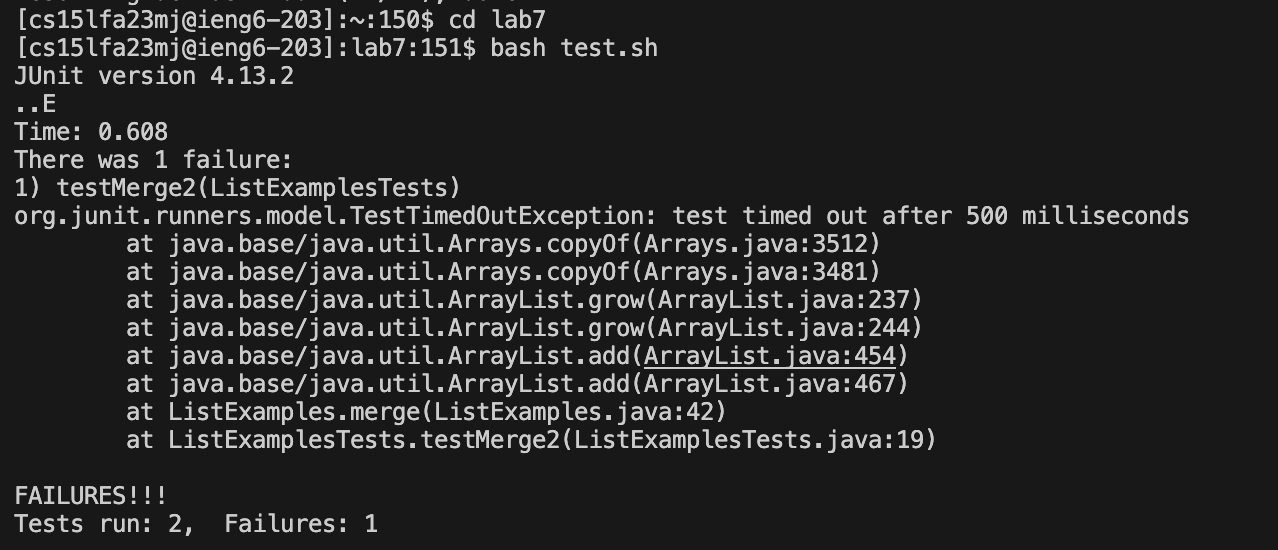 [cs15lfa23mj@ieng6-203]:~:150$ cd lab7
[cs15lfa23mj@ieng6-203]:lab7:151$ bash test.sh
JUnit version 4.13.2
..E
Time: 0.608
There was 1 failure:
1) testMerge2(ListExamplesTests)
org.junit.runners.model.TestTimedOutException: test timed out after 500 milliseconds
        at java.base/java.util.Arrays.copyOf(Arrays.java:3512)
        at java.base/java.util.Arrays.copyOf(Arrays.java:3481)
        at java.base/java.util.ArrayList.grow(ArrayList.java:237)
        at java.base/java.util.ArrayList.grow(ArrayList.java:244)
        at java.base/java.util.ArrayList.add(ArrayList.java:454)
        at java.base/java.util.ArrayList.add(ArrayList.java:467)
        at ListExamples.merge(ListExamples.java:42)
        at ListExamplesTests.testMerge2(ListExamplesTests.java:19)
FAILURES!!!
Tests run: 2,  Failures: 1